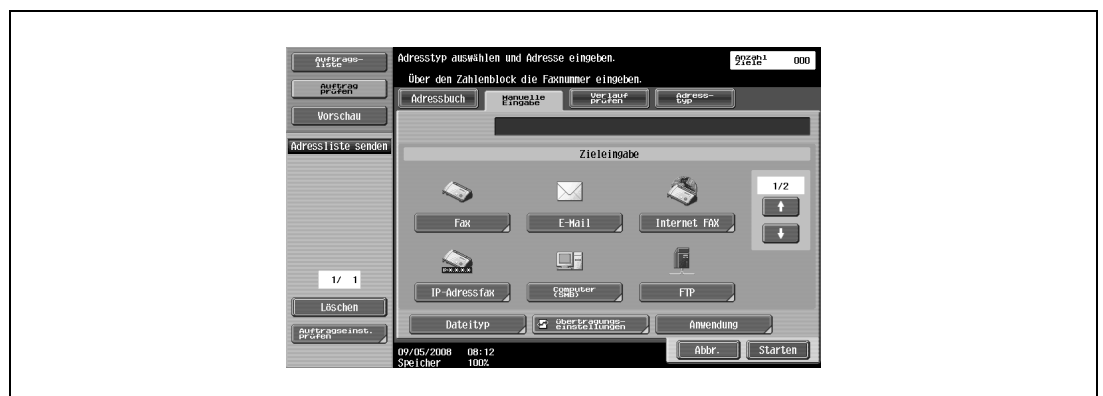 Auftrags-
liste
Auftrag
prüfen
Vorschau
Adressliste senden
1/ 1
Löschen
Auftragseinst.
prüfen
Adresstyp auswählen und Adresse eingeben.
Über den Zahlenblock die Faxnummer eingeben.
Anzahl
Ziele 000
Adressbuch
Manuelle
Eingabe
Verlauf
prüfen
Adress-
typ
Zieleingabe
Fax
E-Mail
Internet FAX
1/2
IP-Adressfax
Computer
(SMB)
FTP
Dateityp
Übertragungs-
einstellungen
Anwendung
09/05/2008 08:12
Speicher 100%
Abbr.
Starten